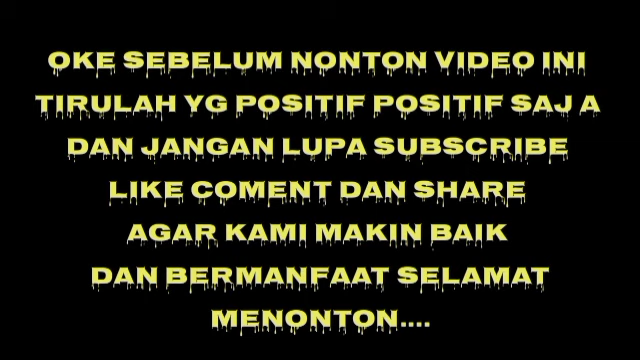 OKE SEBELUM NONTON VIDEO INI
TIRULAH YG POSITIF POSITIF SAJ A
DAN JANGAN LUPA SUBSCRIBE
LIKE COMENT DAN SHARE
AGAR KAMI MAKIN BAIK
DAN BERMANFAAT SELAMAT
MENONTON....